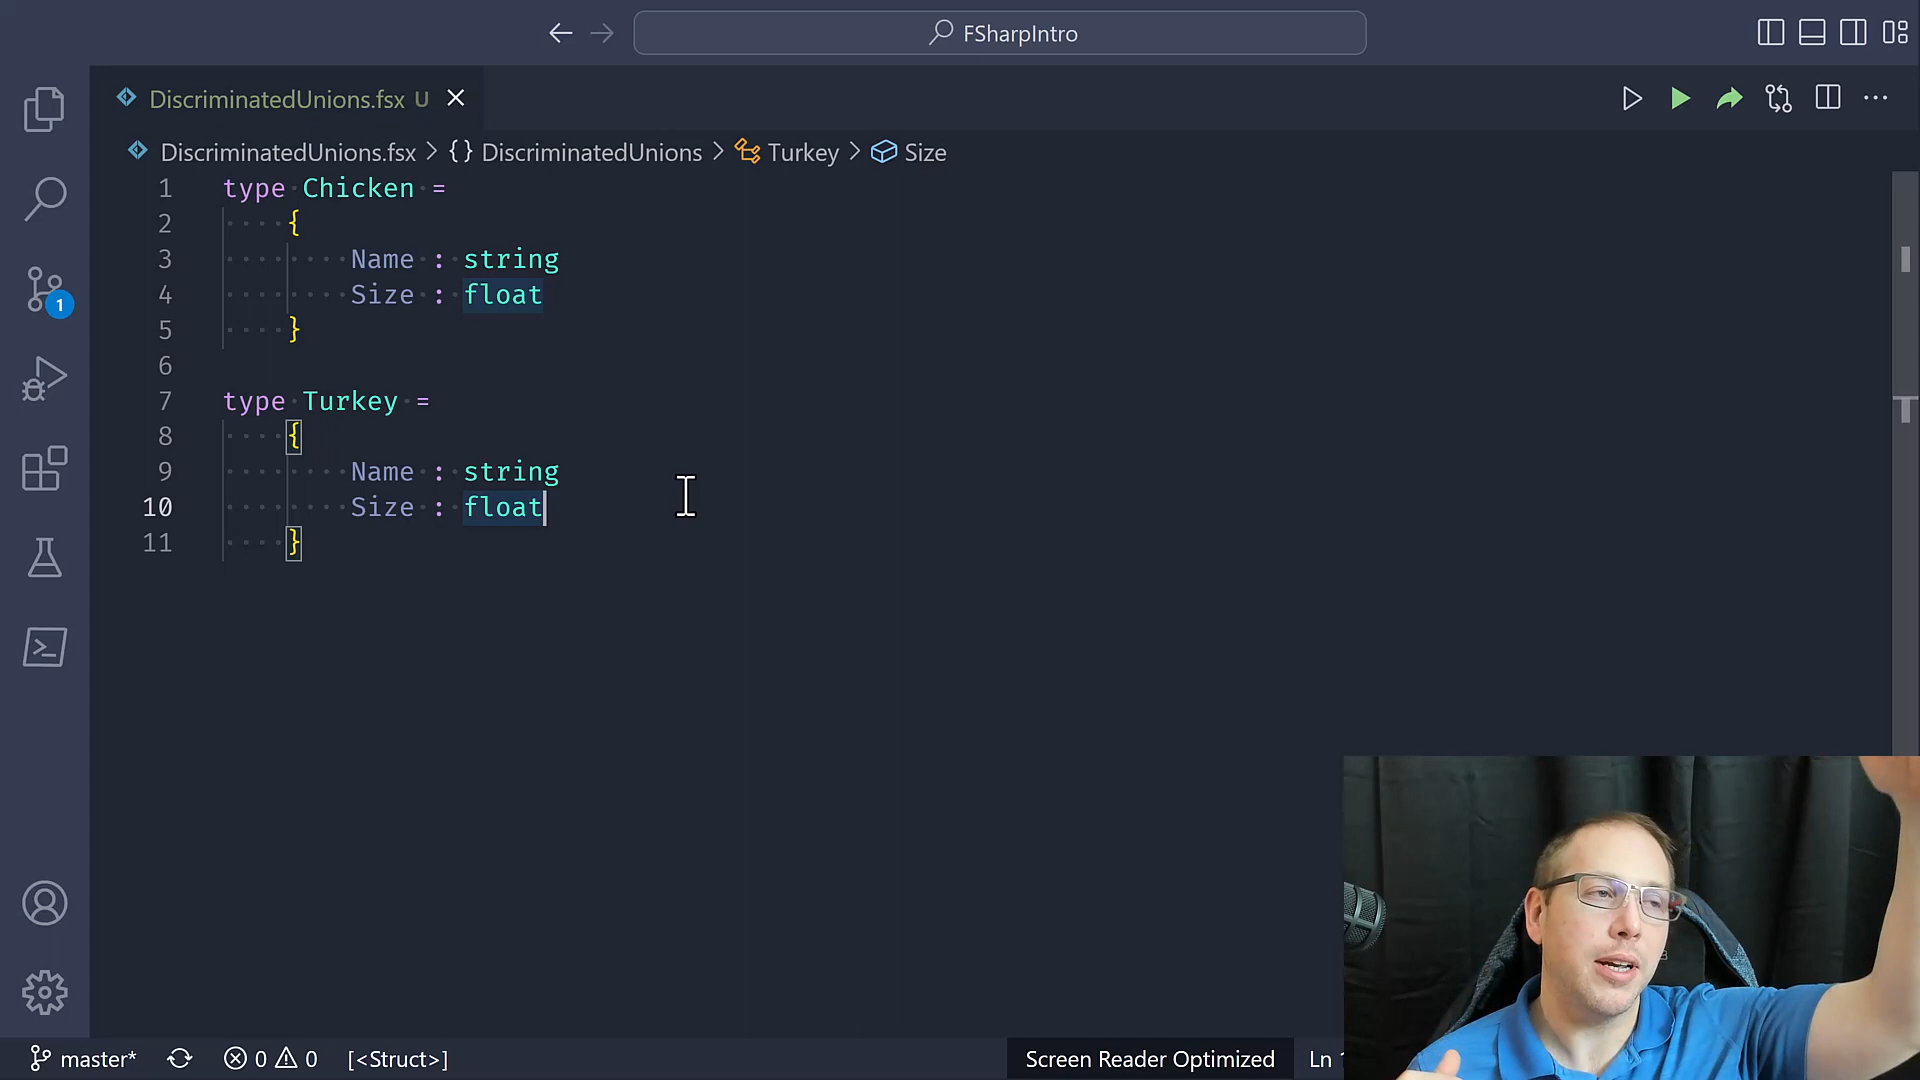 FSharpIntro
DiscriminatedUnions.fsx U
DiscriminatedUnions.fsx > {} DiscriminatedUnions > Turkey > Size
1 type Chicken =
2 {
3 Name : string
4 Size : float
5 }
6
7 type Turkey =
8 {
9 Name : string
10 Size : float
11 }
1
master* 0 0 [<Struct>] Screen Reader Optimized Ln